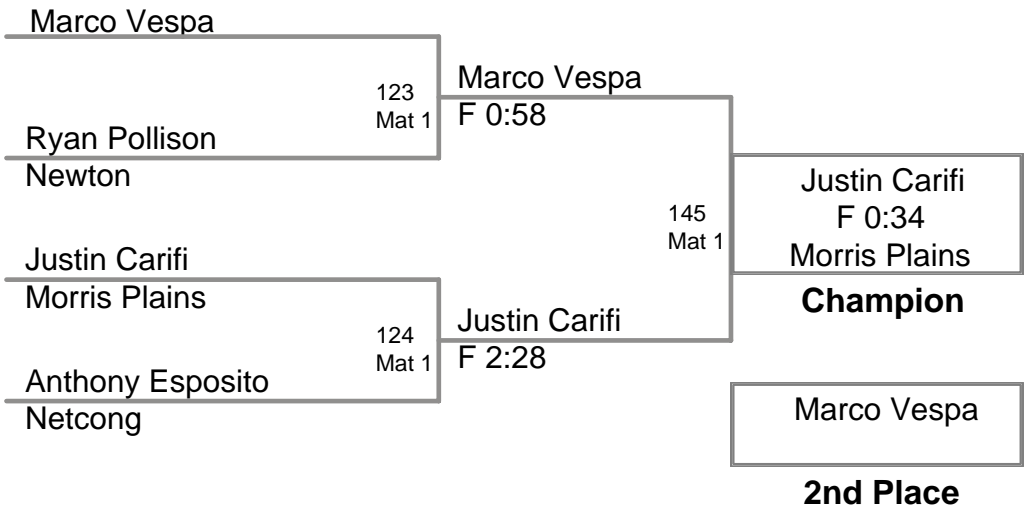 Marco Vespa
123
Mat 1
Ryan Pollison
Newton
Marco Vespa
F 0:58
Justin Carifi
Morris Plains
124
Mat 1
Anthony Esposito
Netcong
Justin Carifi
F 2:28
145
Mat 1
Justin Carifi
F 0:34
Morris Plains
Champion
Marco Vespa
2nd Place